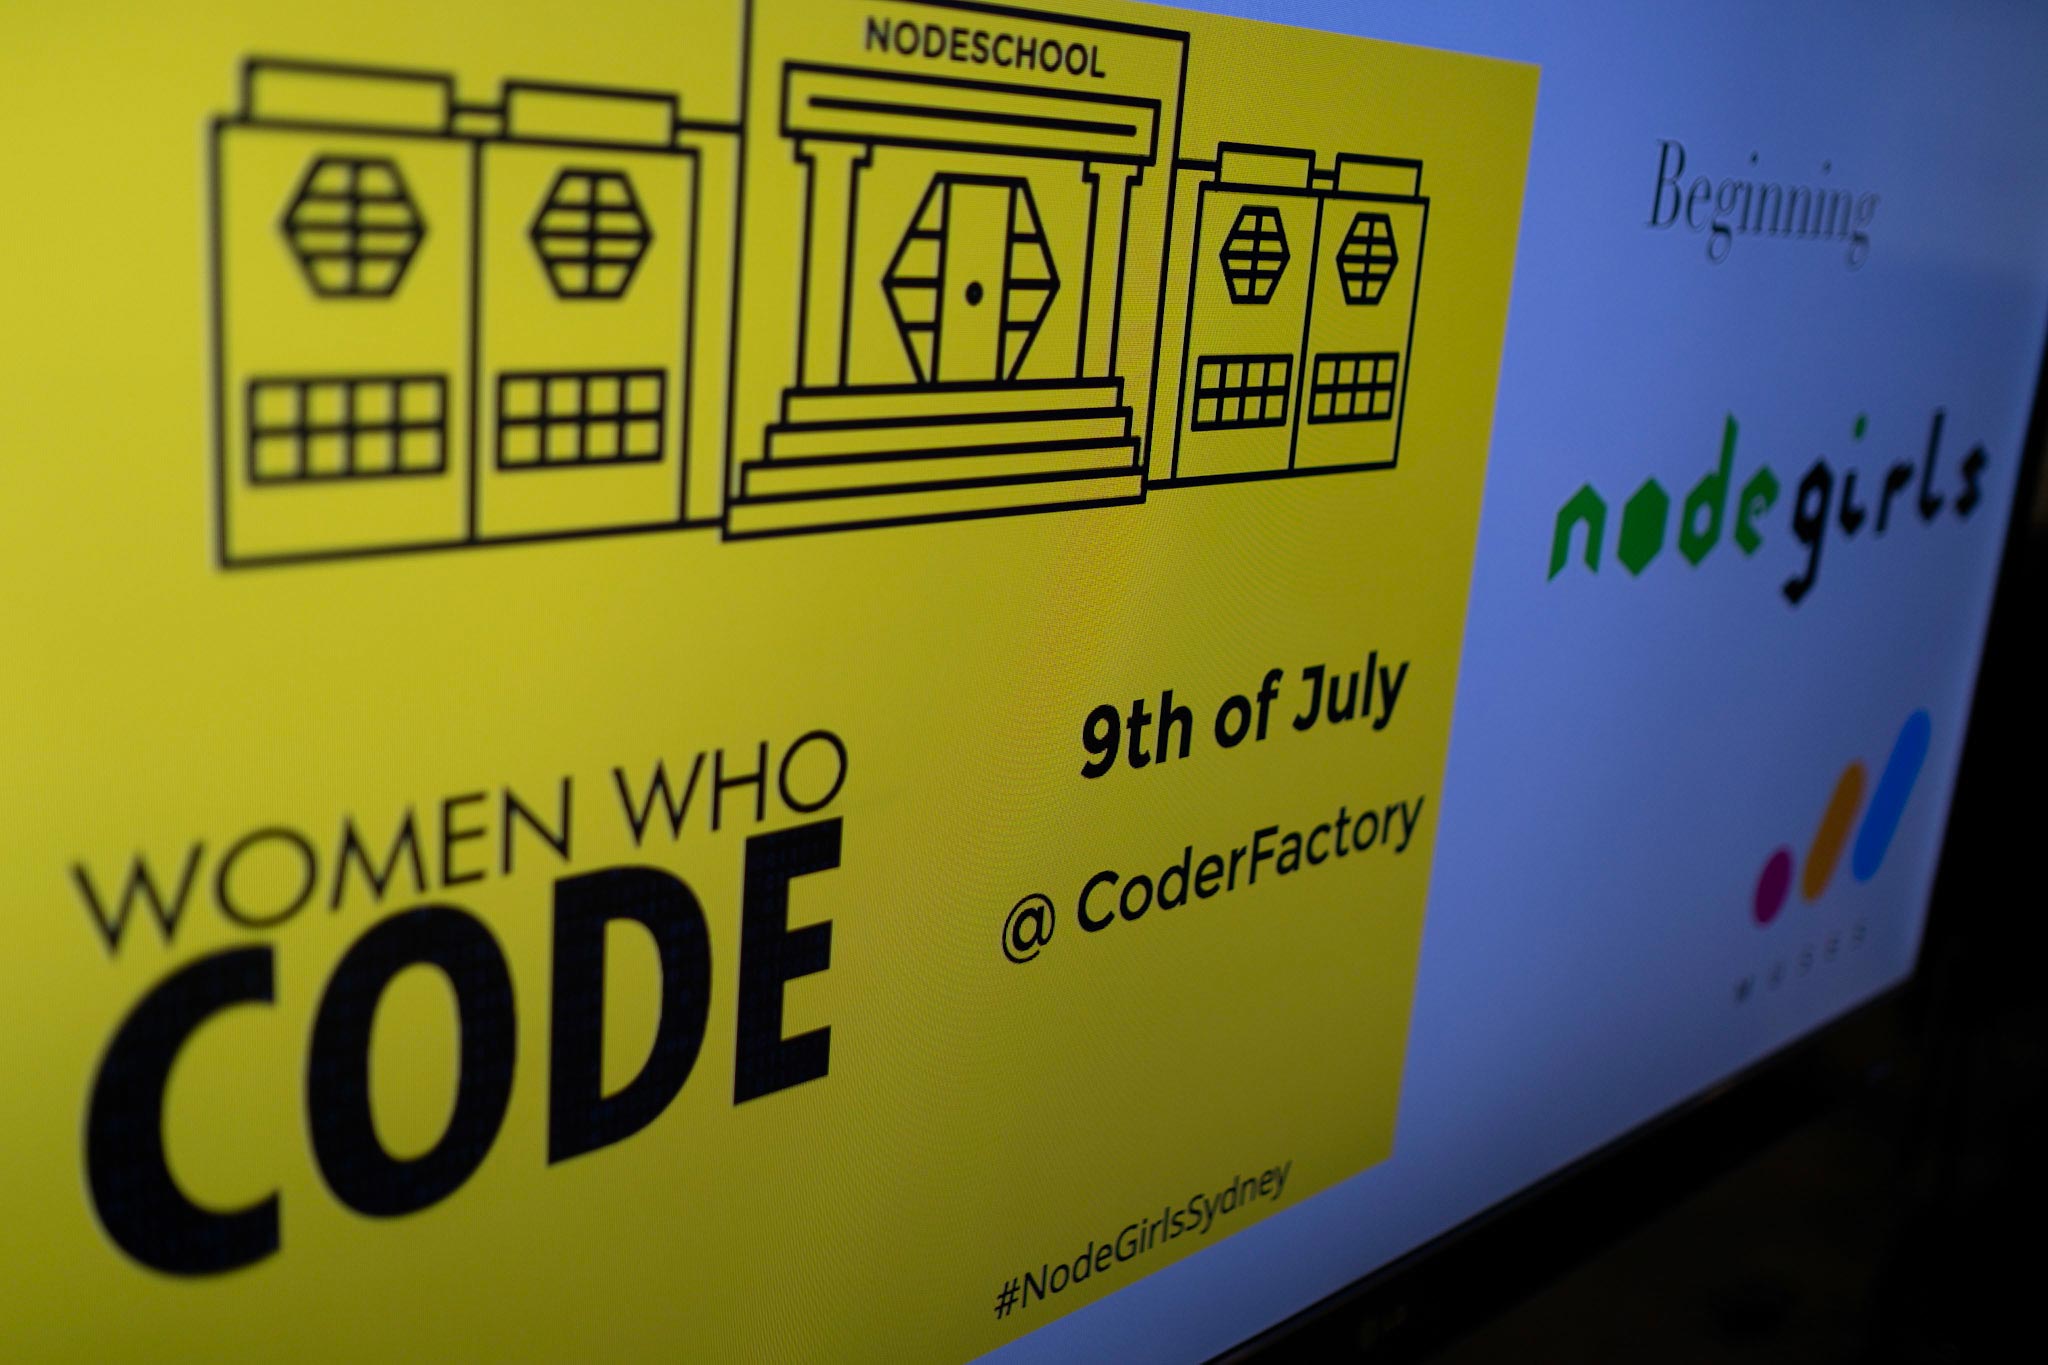 NODESCHOOL
WOMEN WHO
CODE
9th of July
@ CoderFactory
#NodeGirlsSydney
Beginning
nodegirls